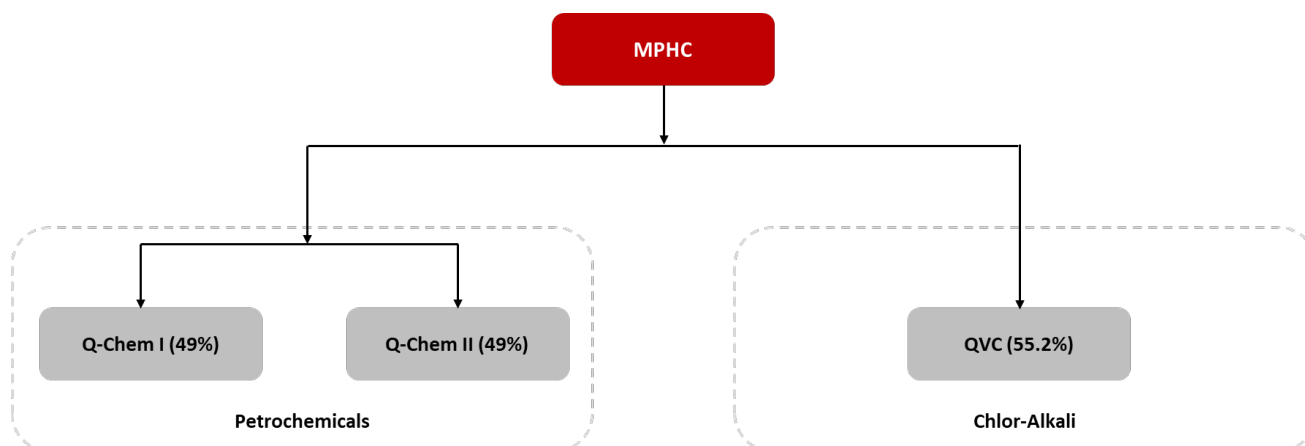 MPHC
Q-Chem I (49%)
Q-Chem II (49%)
QVC (55.2%)
Petrochemicals
Chlor-Alkali